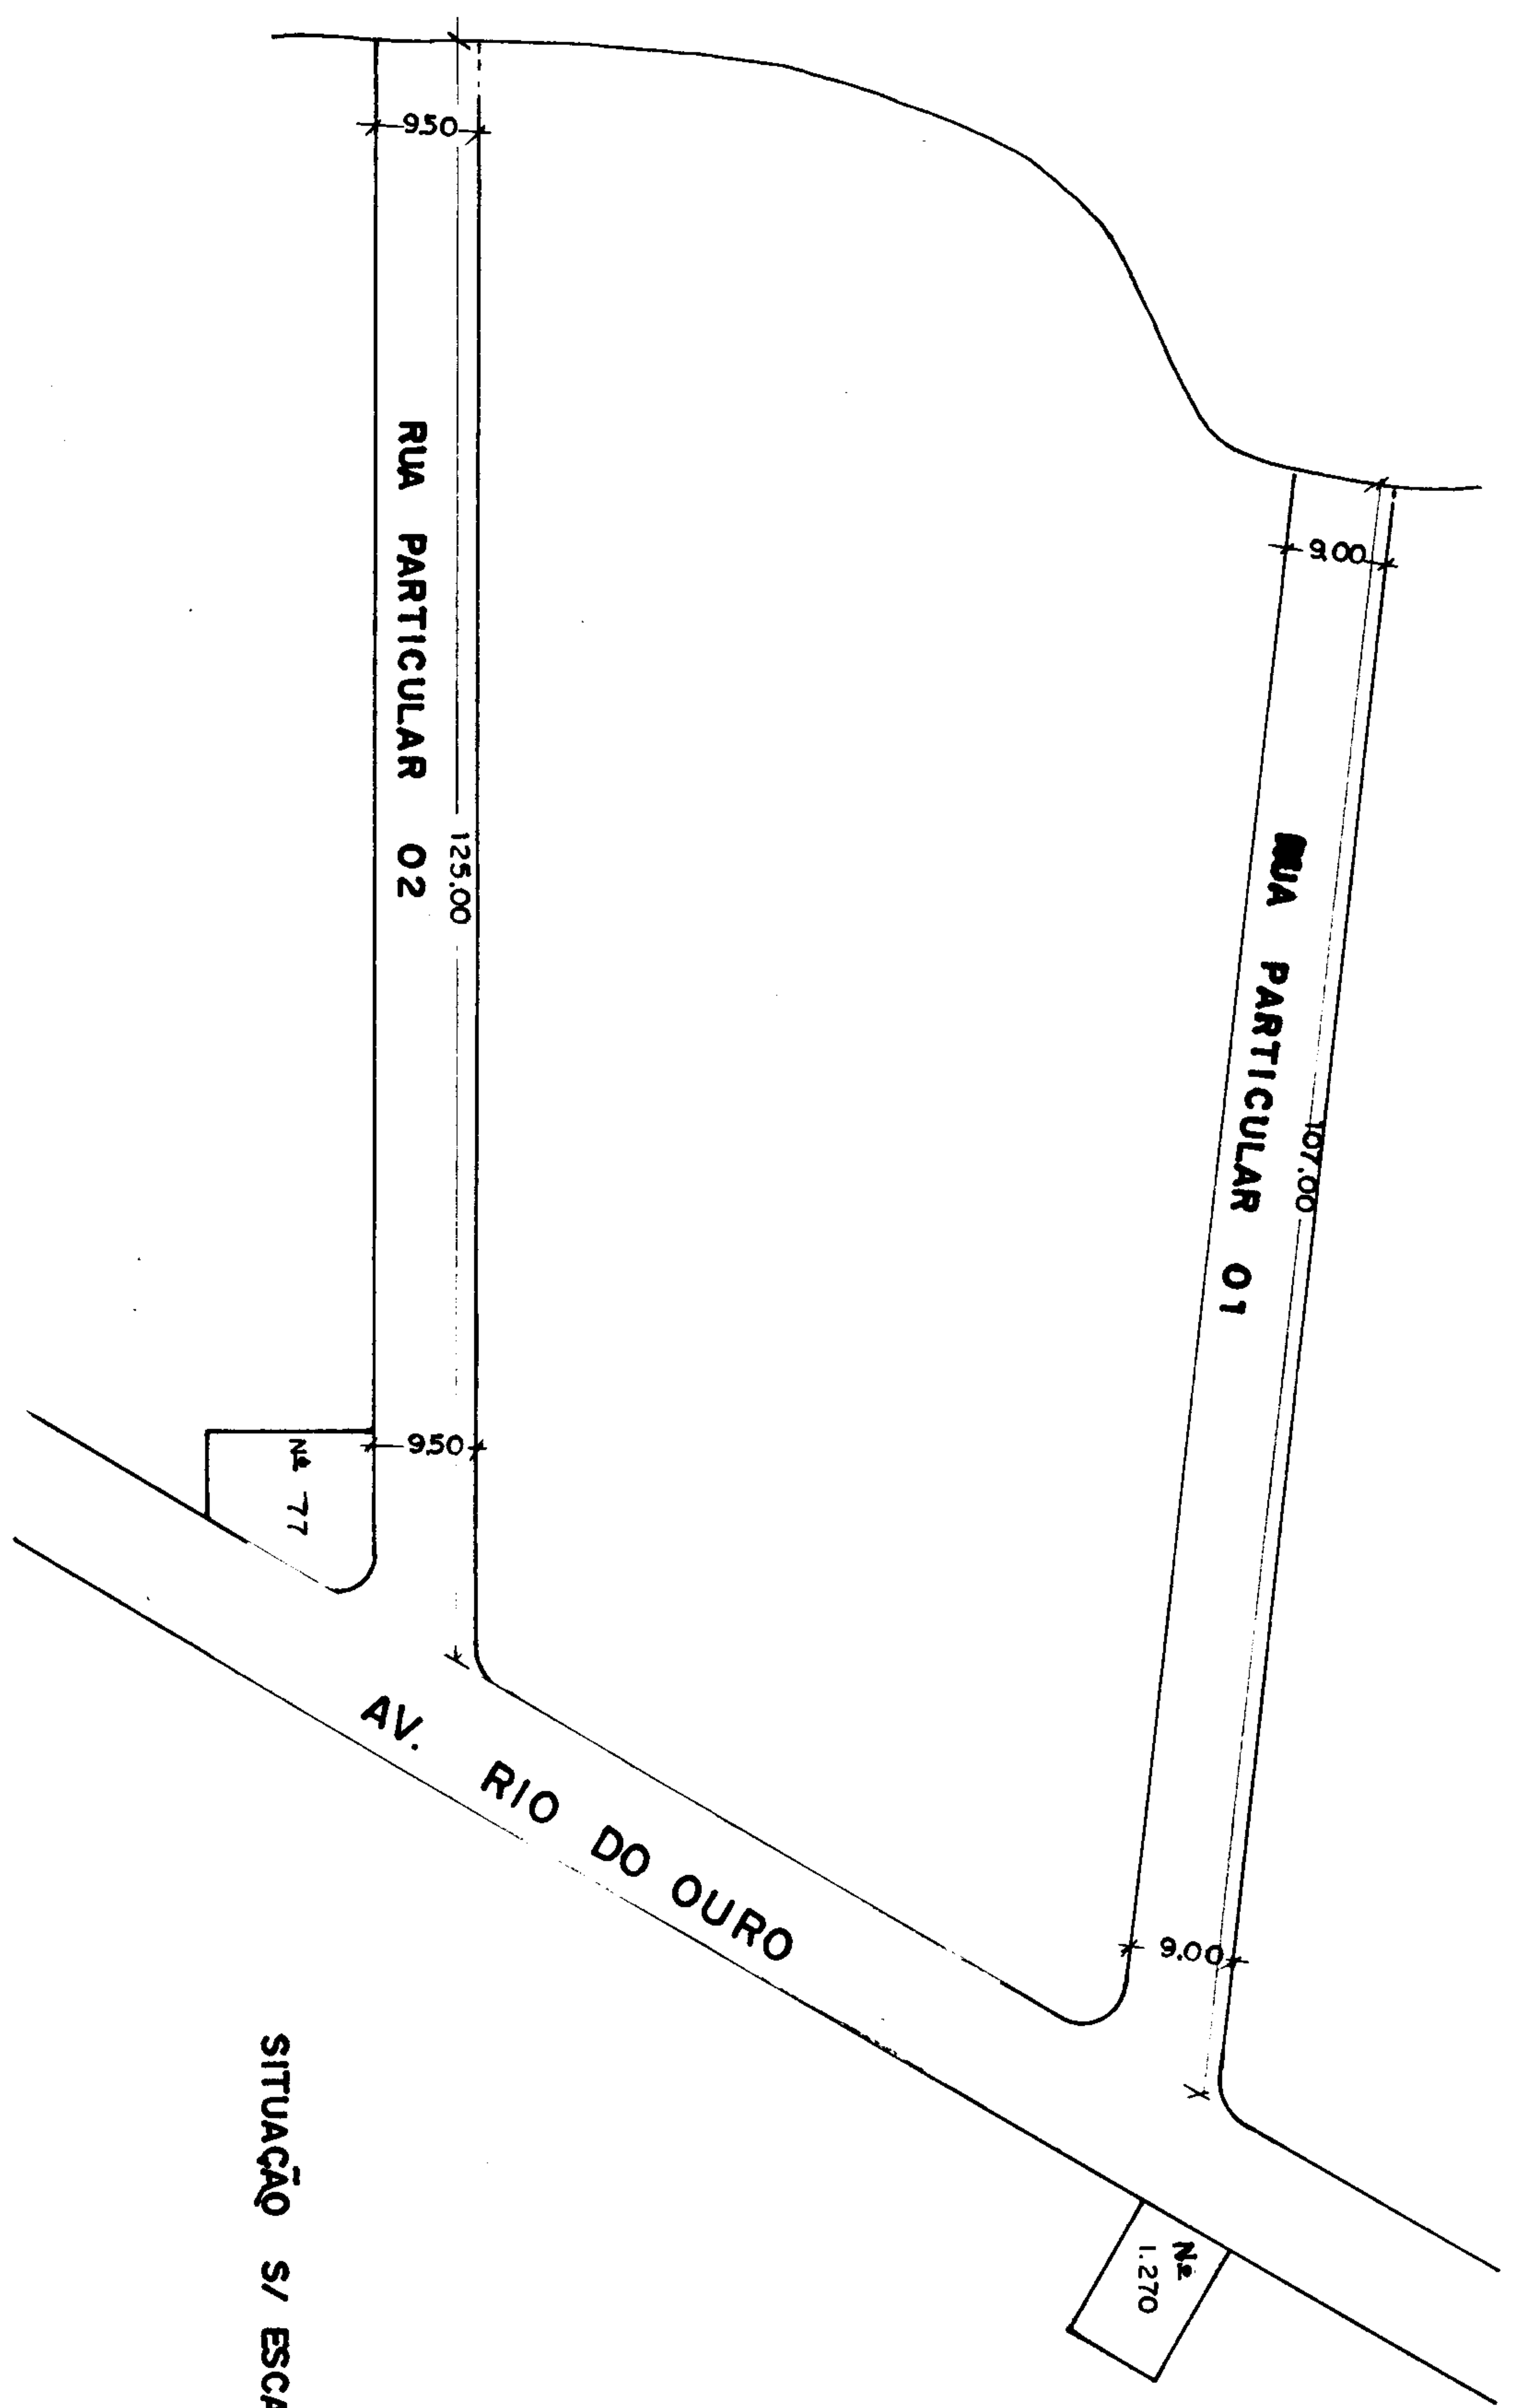 9.50
RUA PARTICULAR 02
125.00
9.50
Nº 77
9.00
RUA PARTICULAR 01
107.00
9.00
AV. RIO DO OURO
Nº
1.270
SITUAÇÃO S/ ESCA